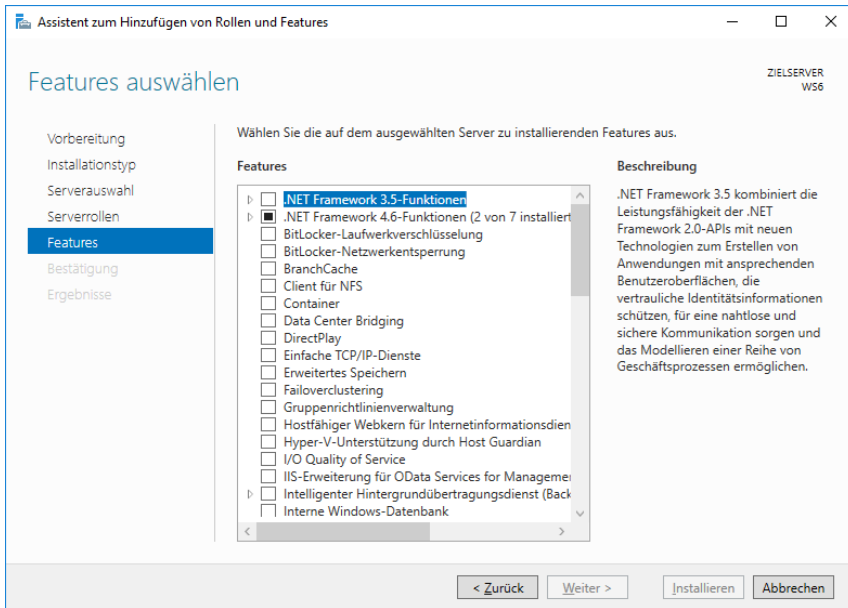 Assistent zum Hinzufügen von Rollen und Features
Features auswählen
ZIELSERVER
WS6
Vorbereitung
Installationstyp
Serverauswahl
Serverrollen
Features
Bestätigung
Ergebnisse
Wählen Sie die auf dem ausgewählten Server zu installierenden Features aus.
Features
.NET Framework 3.5-Funktionen
.NET Framework 4.6-Funktionen (2 von 7 installiert
BitLocker-Laufwerkverschlüsselung
BitLocker-Netzwerkentsperrung
BranchCache
Client für NFS
Container
Data Center Bridging
DirectPlay
Einfache TCP/IP-Dienste
Erweitertes Speichern
Failoverclustering
Gruppenrichtlinienverwaltung
Hostfähiger Webkern für Internetinformationsdien
Hyper-V-Unterstützung durch Host Guardian
I/O Quality of Service
IIS-Erweiterung für OData Services for Manageme
Intelligenter Hintergrundübertragungsdienst (Back
Interne Windows-Datenbank
Beschreibung
.NET Framework 3.5 kombiniert die
Leistungsfähigkeit der .NET
Framework 2.0-APIs mit neuen
Technologien zum Erstellen von
Anwendungen mit ansprechenden
Benutzeroberflächen, die
vertrauliche Identitätsinformationen
schützen, für eine nahtlose und
sichere Kommunikation sorgen und
das Modellieren einer Reihe von
Geschäftsprozessen ermöglichen.
< Zurück
Weiter >
Installieren
Abbrechen